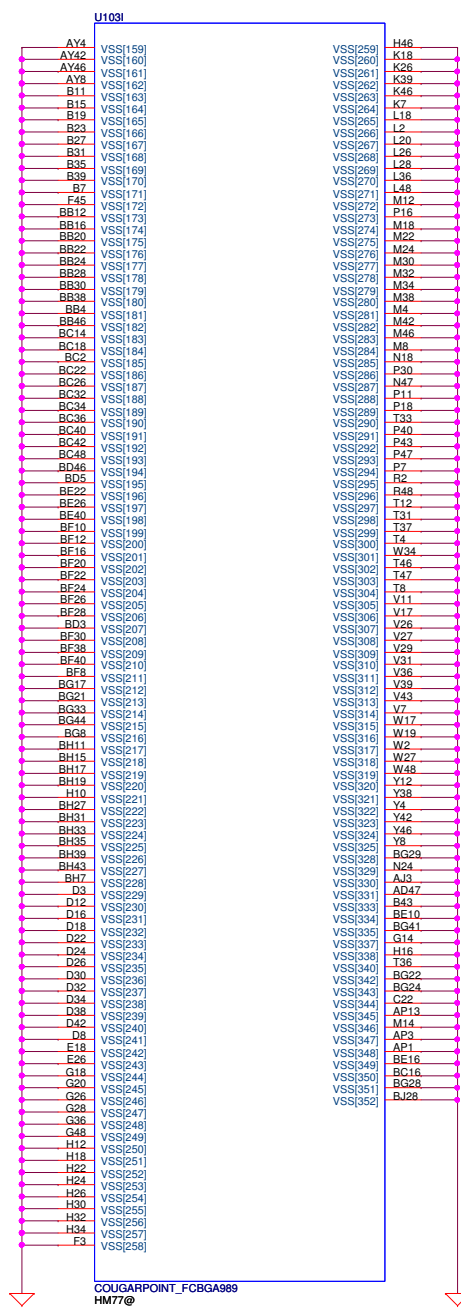 U103I
AY4 VSS[159]
AY42 VSS[160]
AY46 VSS[161]
AY8 VSS[162]
B11 VSS[163]
B15 VSS[164]
B19 VSS[165]
B23 VSS[166]
B27 VSS[167]
B31 VSS[168]
B35 VSS[169]
B39 VSS[170]
B7 VSS[171]
F45 VSS[172]
BB12 VSS[173]
BB16 VSS[174]
BB20 VSS[175]
BB22 VSS[176]
BB24 VSS[177]
BB28 VSS[178]
BB30 VSS[179]
BB38 VSS[180]
BB4 VSS[181]
BB46 VSS[182]
BC14 VSS[183]
BC18 VSS[184]
BC2 VSS[185]
BC22 VSS[186]
BC26 VSS[187]
BC32 VSS[188]
BC34 VSS[189]
BC36 VSS[190]
BC40 VSS[191]
BC42 VSS[192]
BC48 VSS[193]
BD46 VSS[194]
BD5 VSS[195]
BE22 VSS[196]
BE26 VSS[197]
BE40 VSS[198]
BF10 VSS[199]
BF12 VSS[200]
BF16 VSS[201]
BF20 VSS[202]
BF22 VSS[203]
BF24 VSS[204]
BF26 VSS[205]
BF28 VSS[206]
BD3 VSS[207]
BF30 VSS[208]
BF38 VSS[209]
BF40 VSS[210]
BF8 VSS[211]
BG17 VSS[212]
BG21 VSS[213]
BG33 VSS[214]
BG44 VSS[215]
BG8 VSS[216]
BH11 VSS[217]
BH15 VSS[218]
BH17 VSS[219]
BH19 VSS[220]
H10 VSS[221]
BH27 VSS[222]
BH31 VSS[223]
BH33 VSS[224]
BH35 VSS[225]
BH39 VSS[226]
BH43 VSS[227]
BH7 VSS[228]
D3 VSS[229]
D12 VSS[230]
D16 VSS[231]
D18 VSS[232]
D22 VSS[233]
D24 VSS[234]
D26 VSS[235]
D30 VSS[236]
D32 VSS[237]
D34 VSS[238]
D38 VSS[239]
D42 VSS[240]
D8 VSS[241]
E18 VSS[242]
E26 VSS[243]
G18 VSS[244]
G20 VSS[245]
G26 VSS[246]
G28 VSS[247]
G36 VSS[248]
G48 VSS[249]
H12 VSS[250]
H18 VSS[251]
H22 VSS[252]
H24 VSS[253]
H26 VSS[254]
H30 VSS[255]
H32 VSS[256]
H34 VSS[257]
F3 VSS[258]
VSS[259] H46
VSS[260] K18
VSS[261] K26
VSS[262] K39
VSS[263] K46
VSS[264] K7
VSS[265] L18
VSS[266] L2
VSS[267] L20
VSS[268] L26
VSS[269] L28
VSS[270] L36
VSS[271] L48
VSS[272] M12
VSS[273] P16
VSS[274] M18
VSS[275] M22
VSS[276] M24
VSS[277] M30
VSS[278] M32
VSS[279] M34
VSS[280] M38
VSS[281] M4
VSS[282] M42
VSS[283] M46
VSS[284] M8
VSS[285] N18
VSS[286] P30
VSS[287] N47
VSS[288] P11
VSS[289] P18
VSS[290] T33
VSS[291] P40
VSS[292] P43
VSS[293] P47
VSS[294] P7
VSS[295] R2
VSS[296] R48
VSS[297] T12
VSS[298] T31
VSS[299] T37
VSS[300] T4
VSS[301] W34
VSS[302] T46
VSS[303] T47
VSS[304] T8
VSS[305] V11
VSS[306] V17
VSS[307] V26
VSS[308] V27
VSS[309] V29
VSS[310] V31
VSS[311] V36
VSS[312] V39
VSS[313] V43
VSS[314] V7
VSS[315] W17
VSS[316] W19
VSS[317] W2
VSS[318] W27
VSS[319] W48
VSS[320] Y12
VSS[321] Y38
VSS[322] Y4
VSS[323] Y42
VSS[324] Y46
VSS[325] Y8
VSS[328] BG29
VSS[329] N24
VSS[330] AJ3
VSS[331] AD47
VSS[333] B43
VSS[334] BE10
VSS[335] BG41
VSS[337] G14
VSS[338] H16
VSS[340] T36
VSS[342] BG22
VSS[343] BG24
VSS[344] C22
VSS[345] AP13
VSS[346] M14
VSS[347] AP3
VSS[348] AP1
VSS[349] BE16
VSS[350] BC16
VSS[351] BG28
VSS[352] BJ28
COUGARPOINT_FCBGA989
HM77@